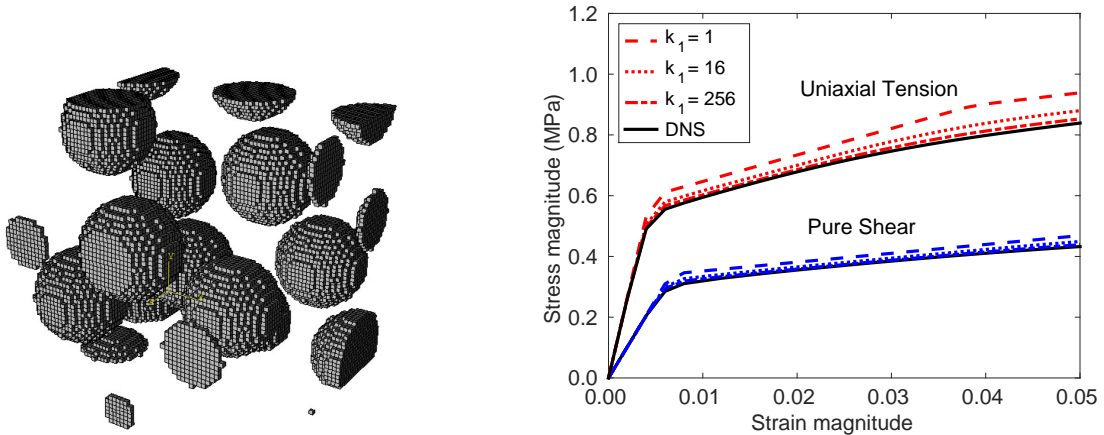 1.2
1.0
0.8
0.6
0.4
0.2
0.0
Stress magnitude (MPa)
k1 = 1
k1 = 16
k1 = 256
DNS
Uniaxial Tension
Pure Shear
0.00 0.01 0.02 0.03 0.04 0.05
Strain magnitude